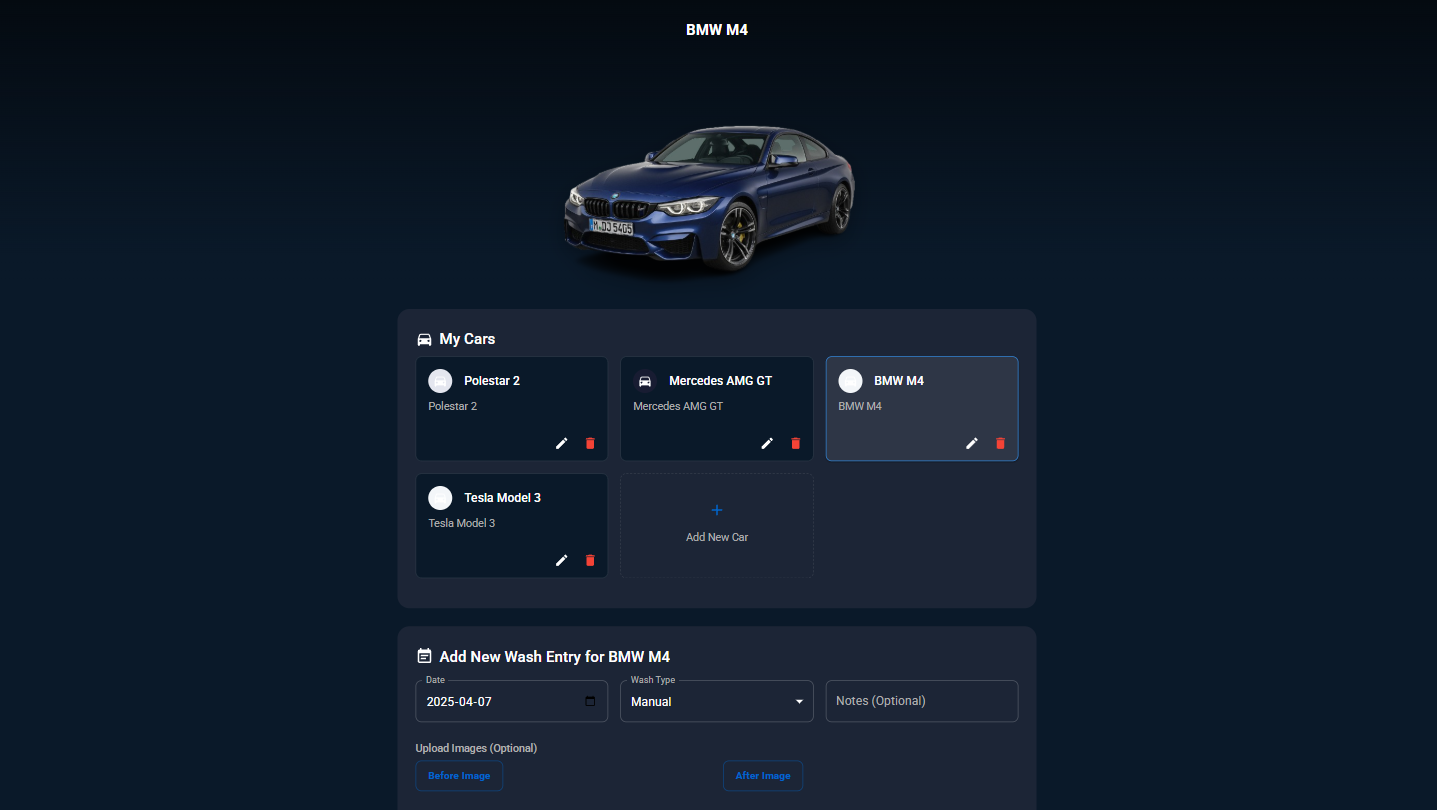 BMW M4
M DJ 5405
My Cars
Polestar 2
Polestar 2
Mercedes AMG GT
Mercedes AMG GT
BMW M4
BMW M4
Tesla Model 3
Tesla Model 3
Add New Car
Add New Wash Entry for BMW M4
Date
2025-04-07
Wash Type
Manual
Notes (Optional)
Upload Images (Optional)
Before Image
After Image